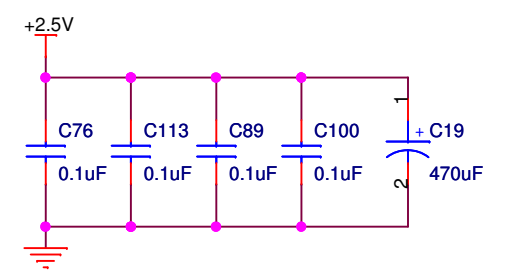 +2.5V
1
C76 C113 C89 C100 + C19
0.1uF 0.1uF 0.1uF 0.1uF 470uF
2